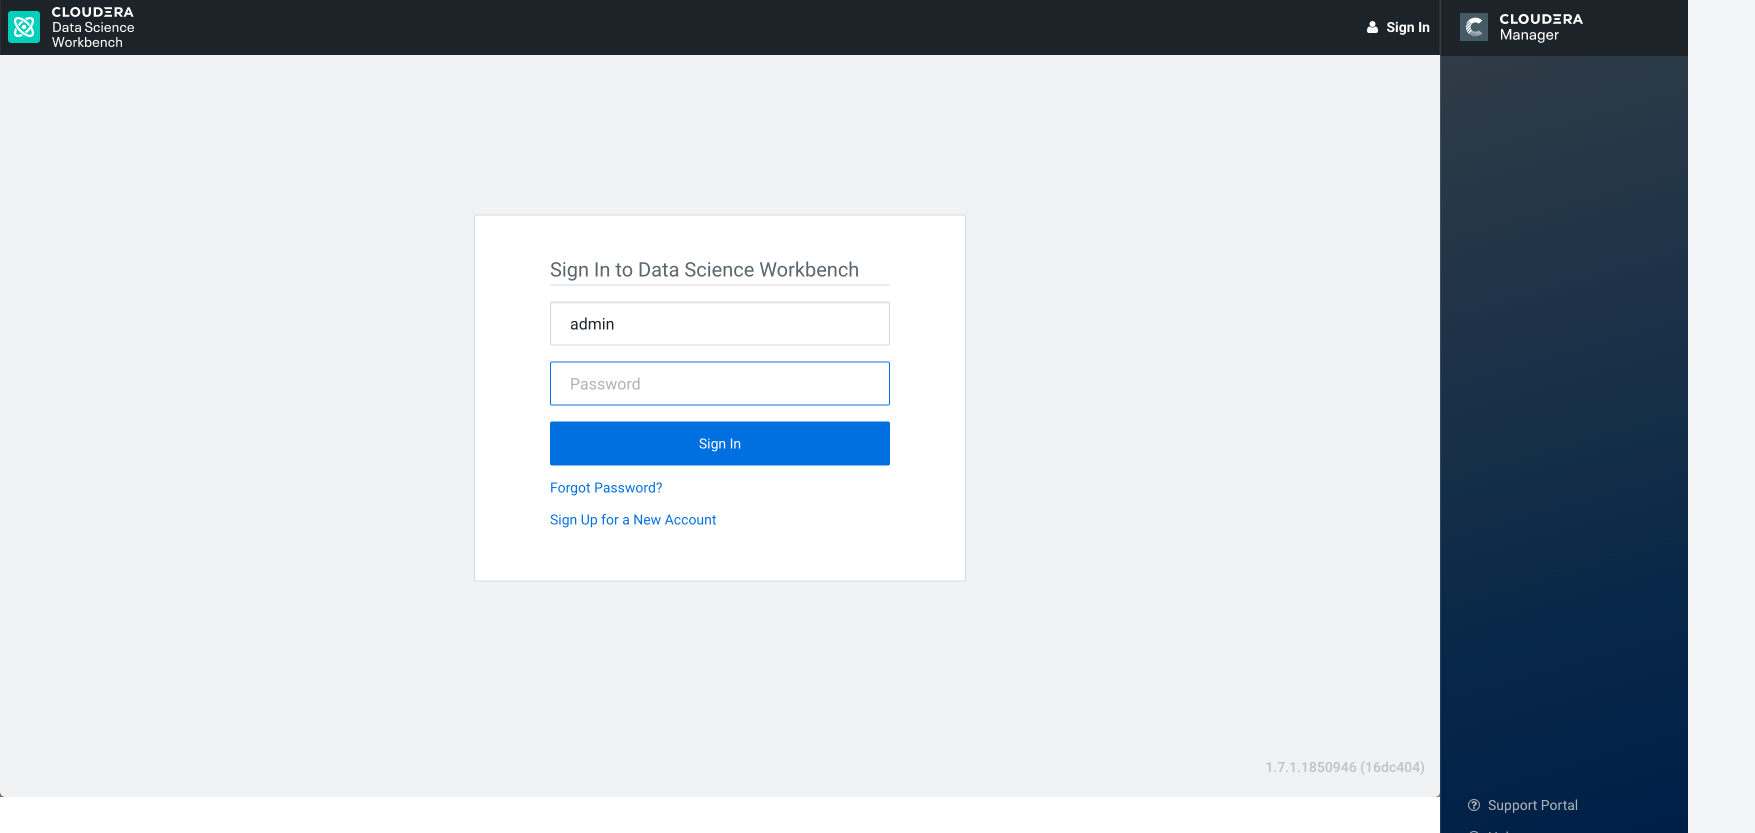 CLOUDERA
Data Science
Workbench
Sign In
CLOUDERA
Manager
Sign In to Data Science Workbench
admin
Password
Sign In
Forgot Password?
Sign Up for a New Account
1.7.1.1850946 (16dc404)
Support Portal